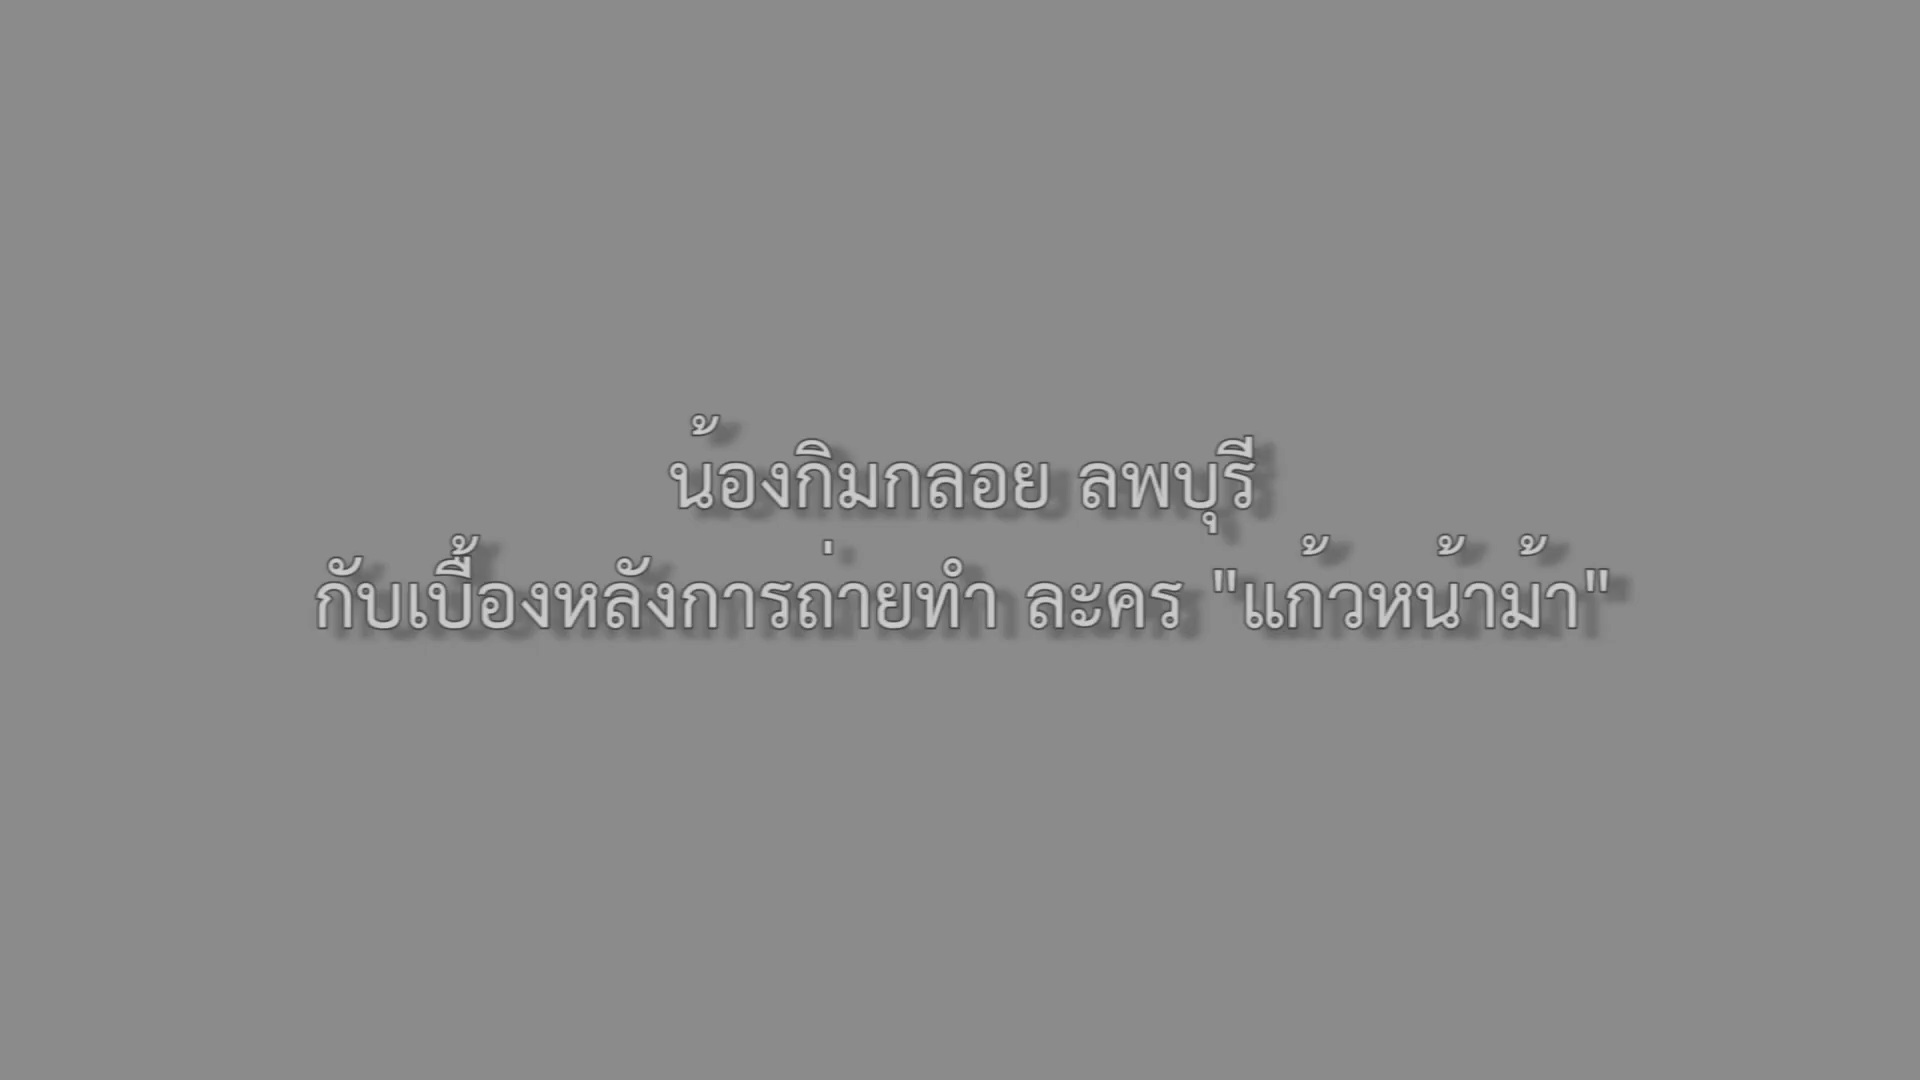 น้องกิมกลอย ลพบุรี
กับเบื้องหลังการถ่ายทำ ละคร "แก้วหน้าม้า"